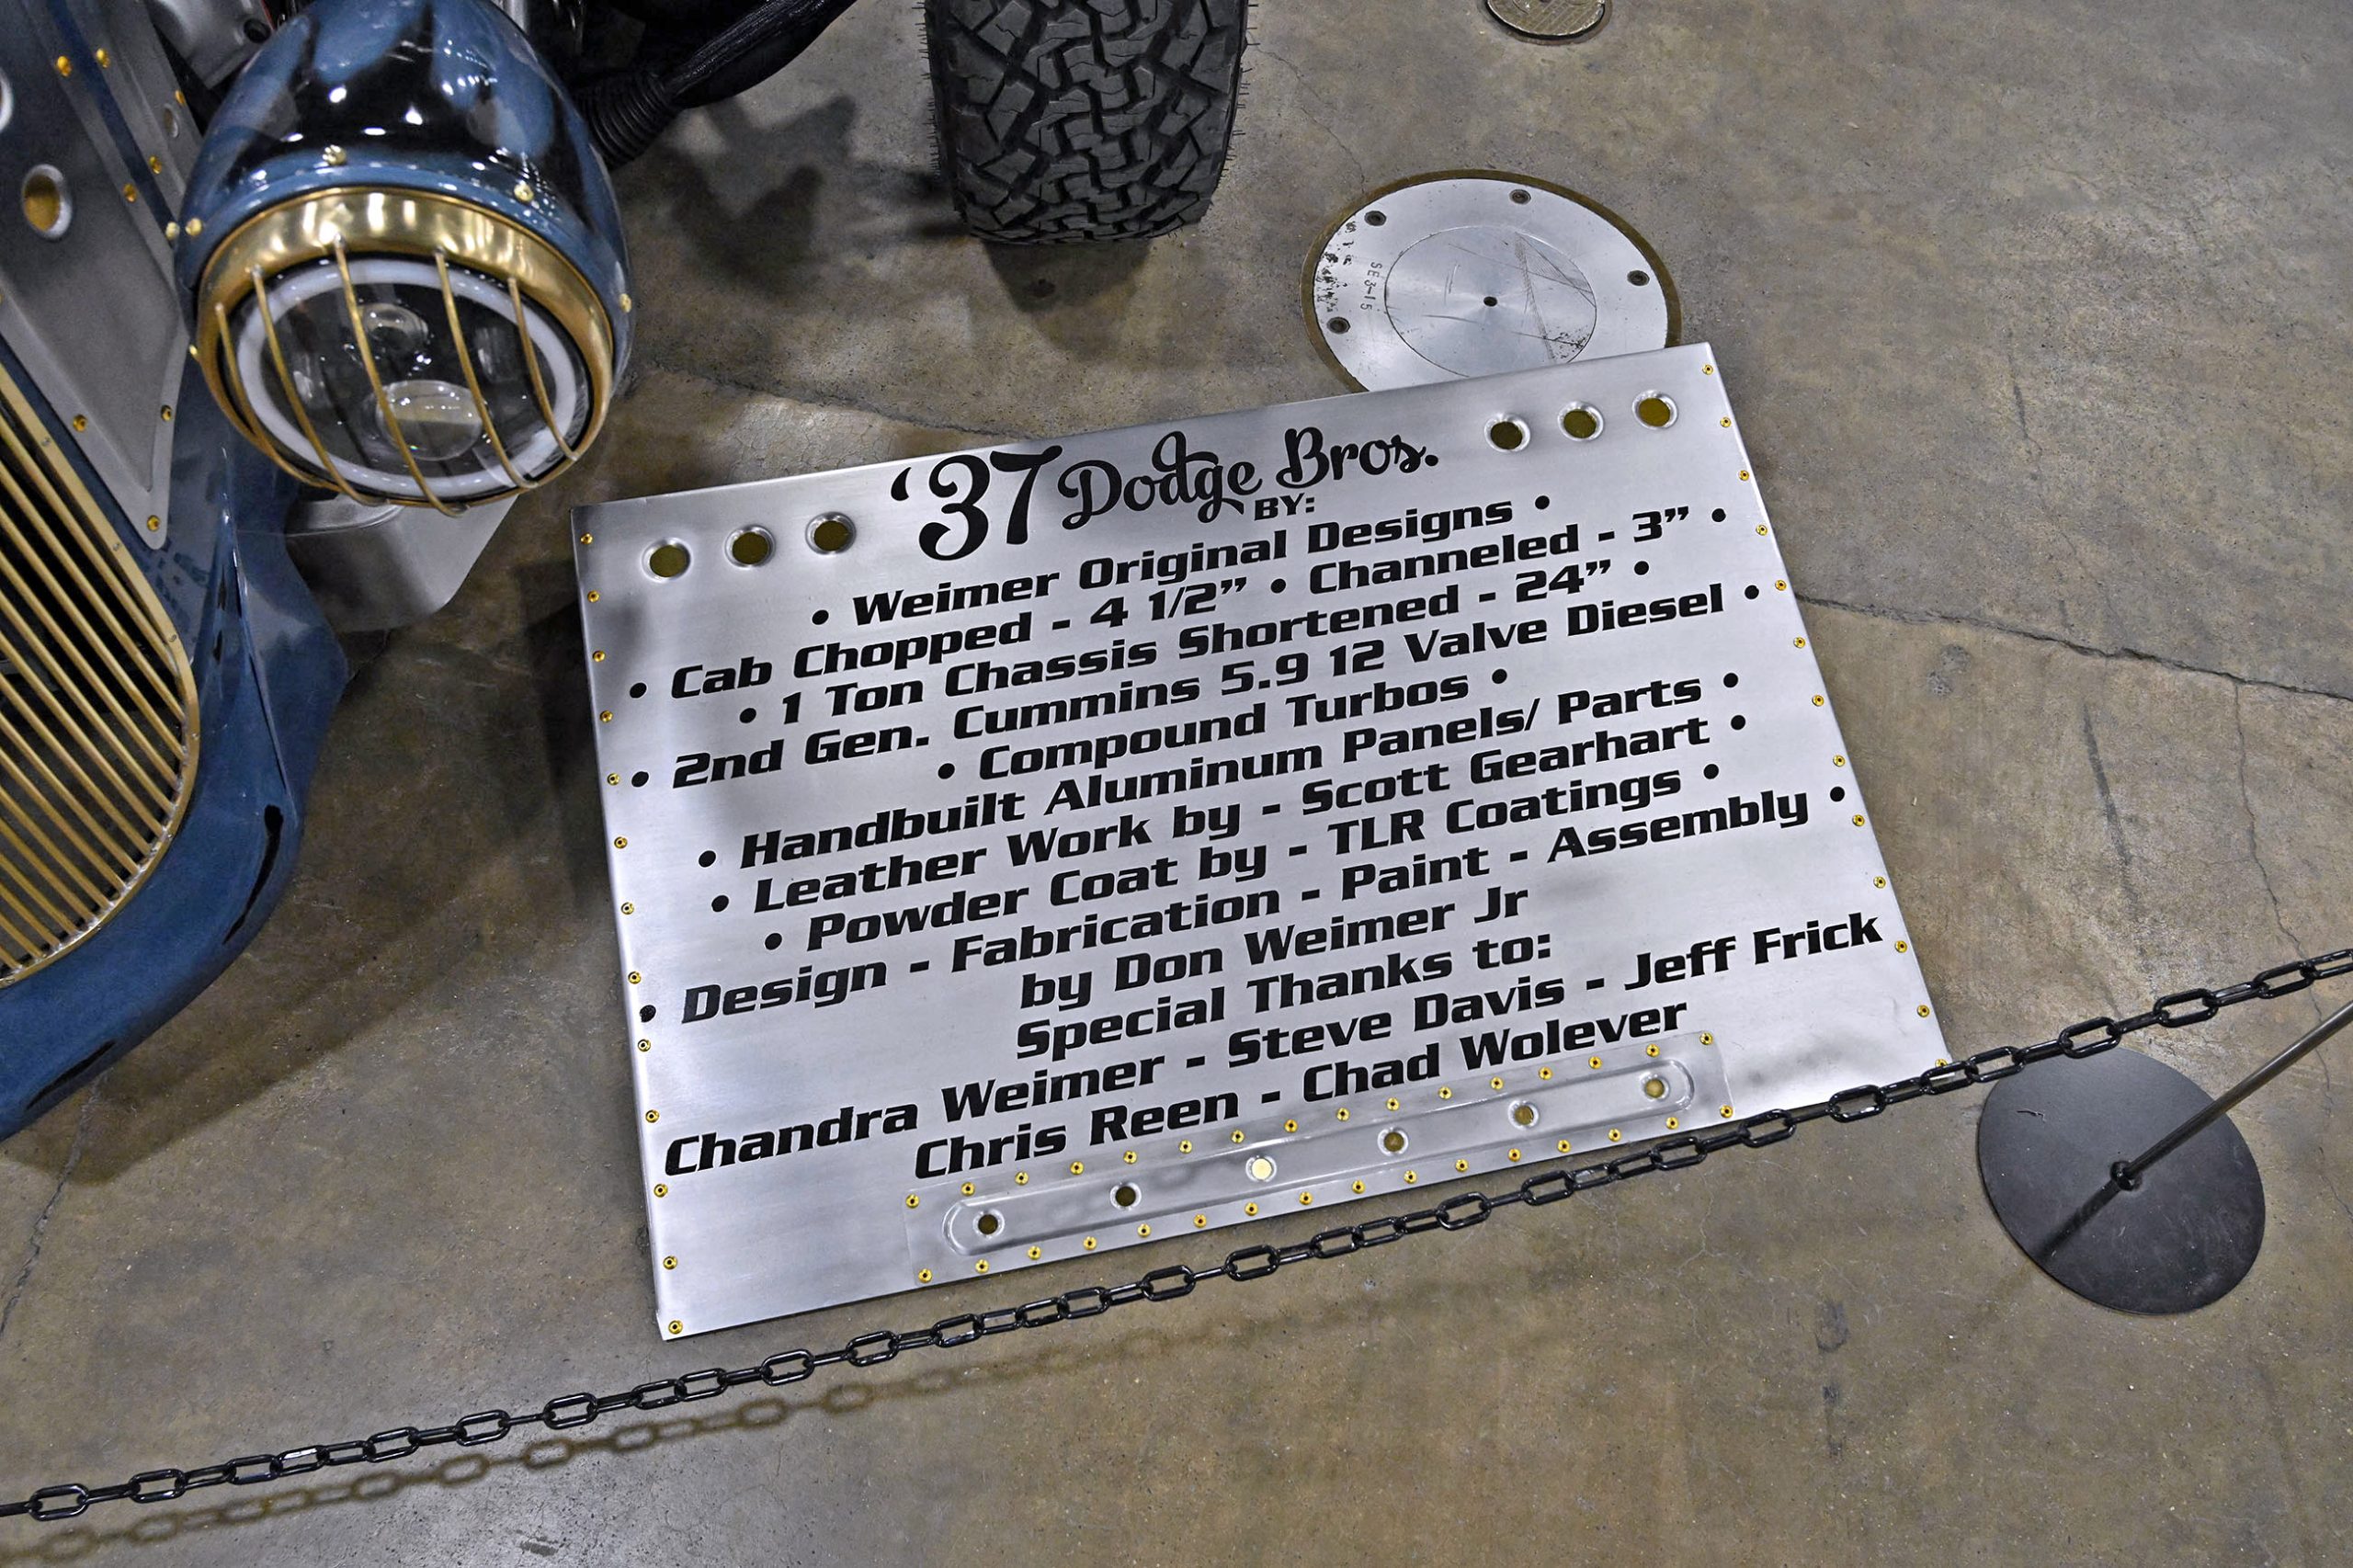 SE3-15
‘37 Dodge Bros.
BY:
• Weimer Original Designs •
• Cab Chopped - 4 1/2” • Channeled - 3” •
• 1 Ton Chassis Shortened - 24” •
• 2nd Gen. Cummins 5.9 12 Valve Diesel •
• Compound Turbos •
• Handbuilt Aluminum Panels/ Parts •
• Leather Work by - Scott Gearhart •
• Powder Coat by - TLR Coatings •
• Design - Fabrication - Paint - Assembly •
by Don Weimer Jr
Special Thanks to:
Chandra Weimer - Steve Davis - Jeff Frick
Chris Reen - Chad Wolever